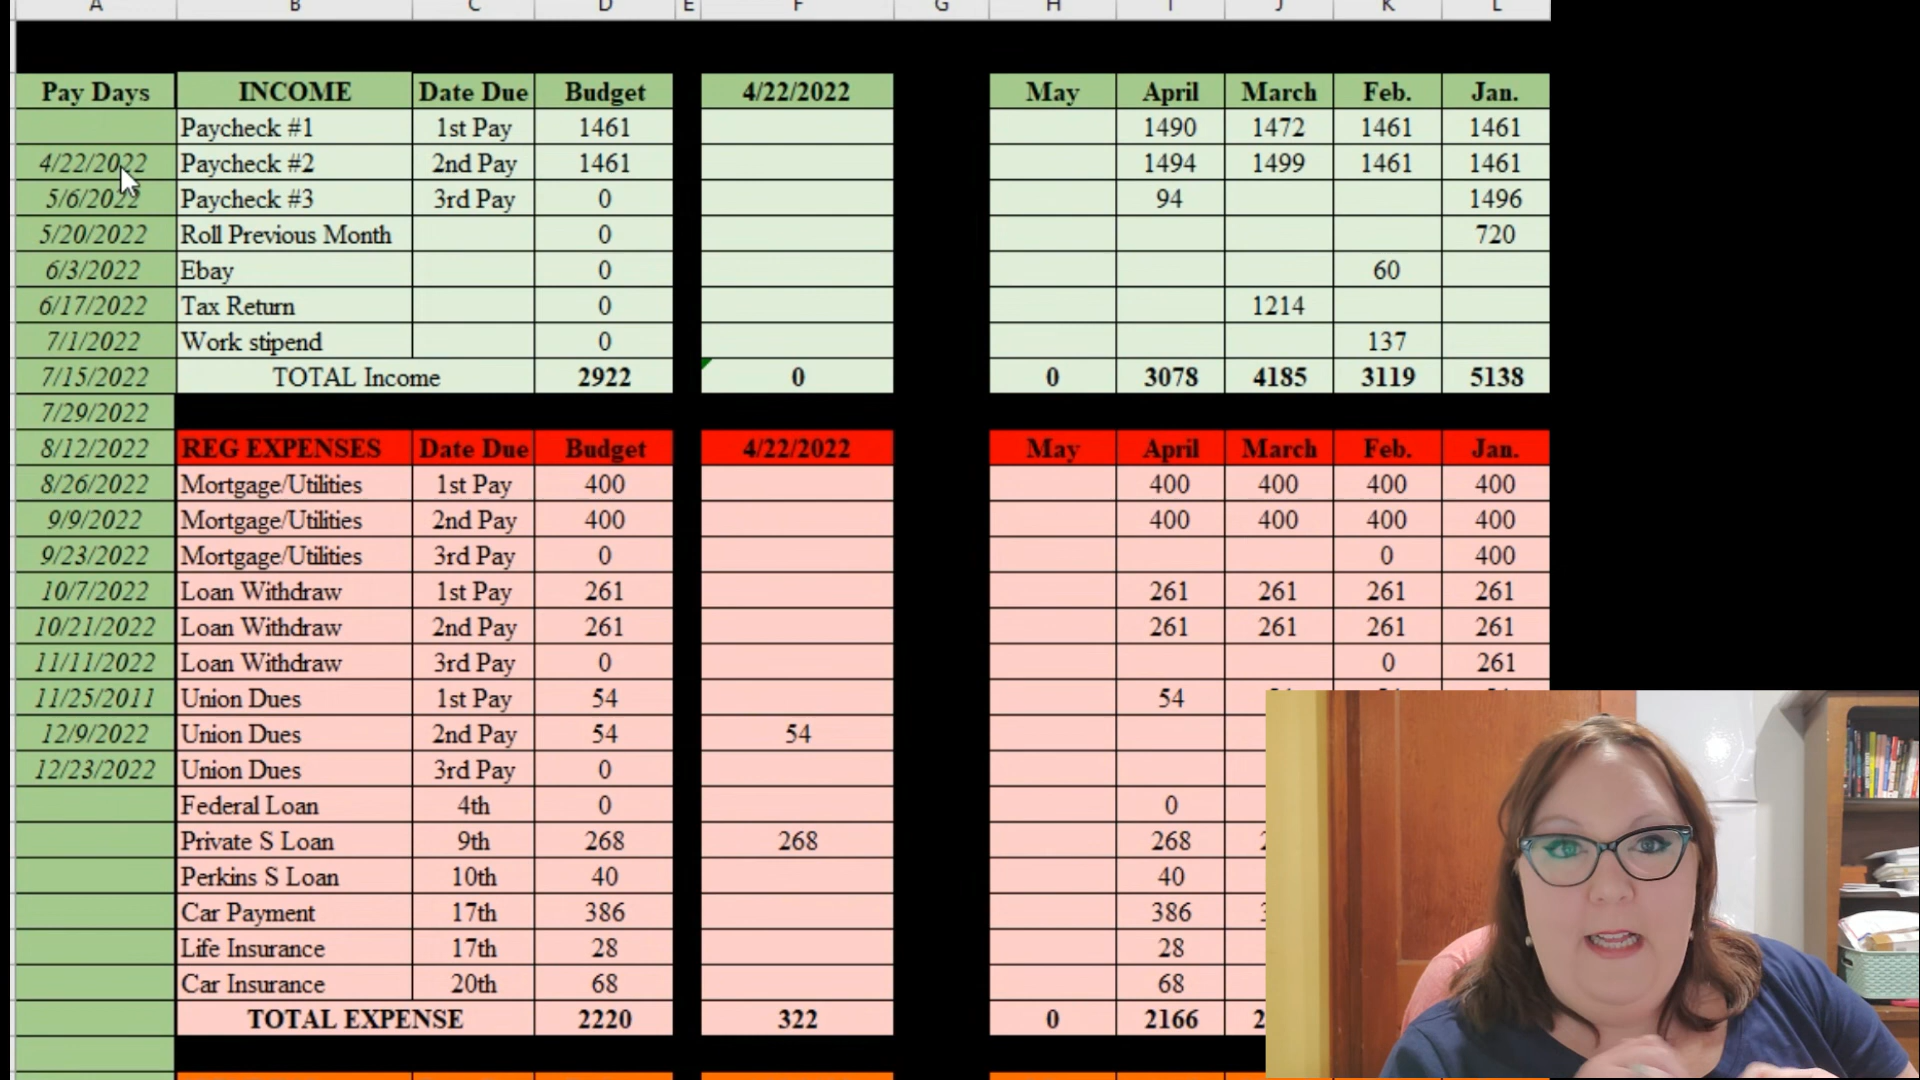 A B C D E F G H I J K L
Pay Days INCOME Date Due Budget 4/22/2022 May April March Feb. Jan.
Paycheck #1 1st Pay 1461 1490 1472 1461 1461
4/22/2022 Paycheck #2 2nd Pay 1461 1494 1499 1461 1461
5/6/2022 Paycheck #3 3rd Pay 0 94 1496
5/20/2022 Roll Previous Month 0 720
6/3/2022 Ebay 0 60
6/17/2022 Tax Return 0 1214
7/1/2022 Work stipend 0 137
7/15/2022 TOTAL Income 2922 0 0 3078 4185 3119 5138
7/29/2022
8/12/2022 REG EXPENSES Date Due Budget 4/22/2022 May April March Feb. Jan.
8/26/2022 Mortgage/Utilities 1st Pay 400 400 400 400 400
9/9/2022 Mortgage/Utilities 2nd Pay 400 400 400 400 400
9/23/2022 Mortgage/Utilities 3rd Pay 0 0 400
10/7/2022 Loan Withdraw 1st Pay 261 261 261 261 261
10/21/2022 Loan Withdraw 2nd Pay 261 261 261 261 261
11/11/2022 Loan Withdraw 3rd Pay 0 0 261
11/25/2011 Union Dues 1st Pay 54 54
12/9/2022 Union Dues 2nd Pay 54 54
12/23/2022 Union Dues 3rd Pay 0
Federal Loan 4th 0 0
Private S Loan 9th 268 268 268
Perkins S Loan 10th 40 40
Car Payment 17th 386 386
Life Insurance 17th 28 28
Car Insurance 20th 68 68
TOTAL EXPENSE 2220 322 0 2166